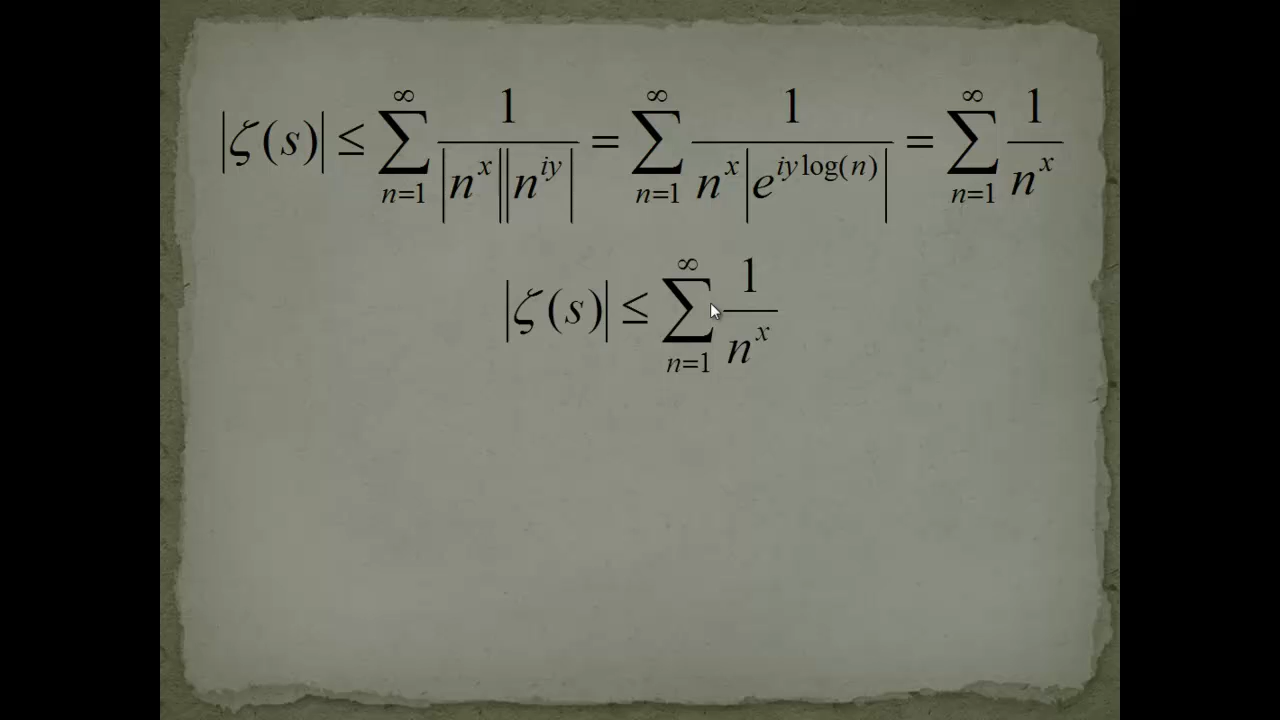 |ζ(s)| ≤ ∑_{n=1}^{∞} 1/(|n^x||n^{iy}|) = ∑_{n=1}^{∞} 1/(n^x|e^{iy log(n)}|) = ∑_{n=1}^{∞} 1/n^x
|ζ(s)| ≤ ∑_{n=1}^{∞} 1/n^x